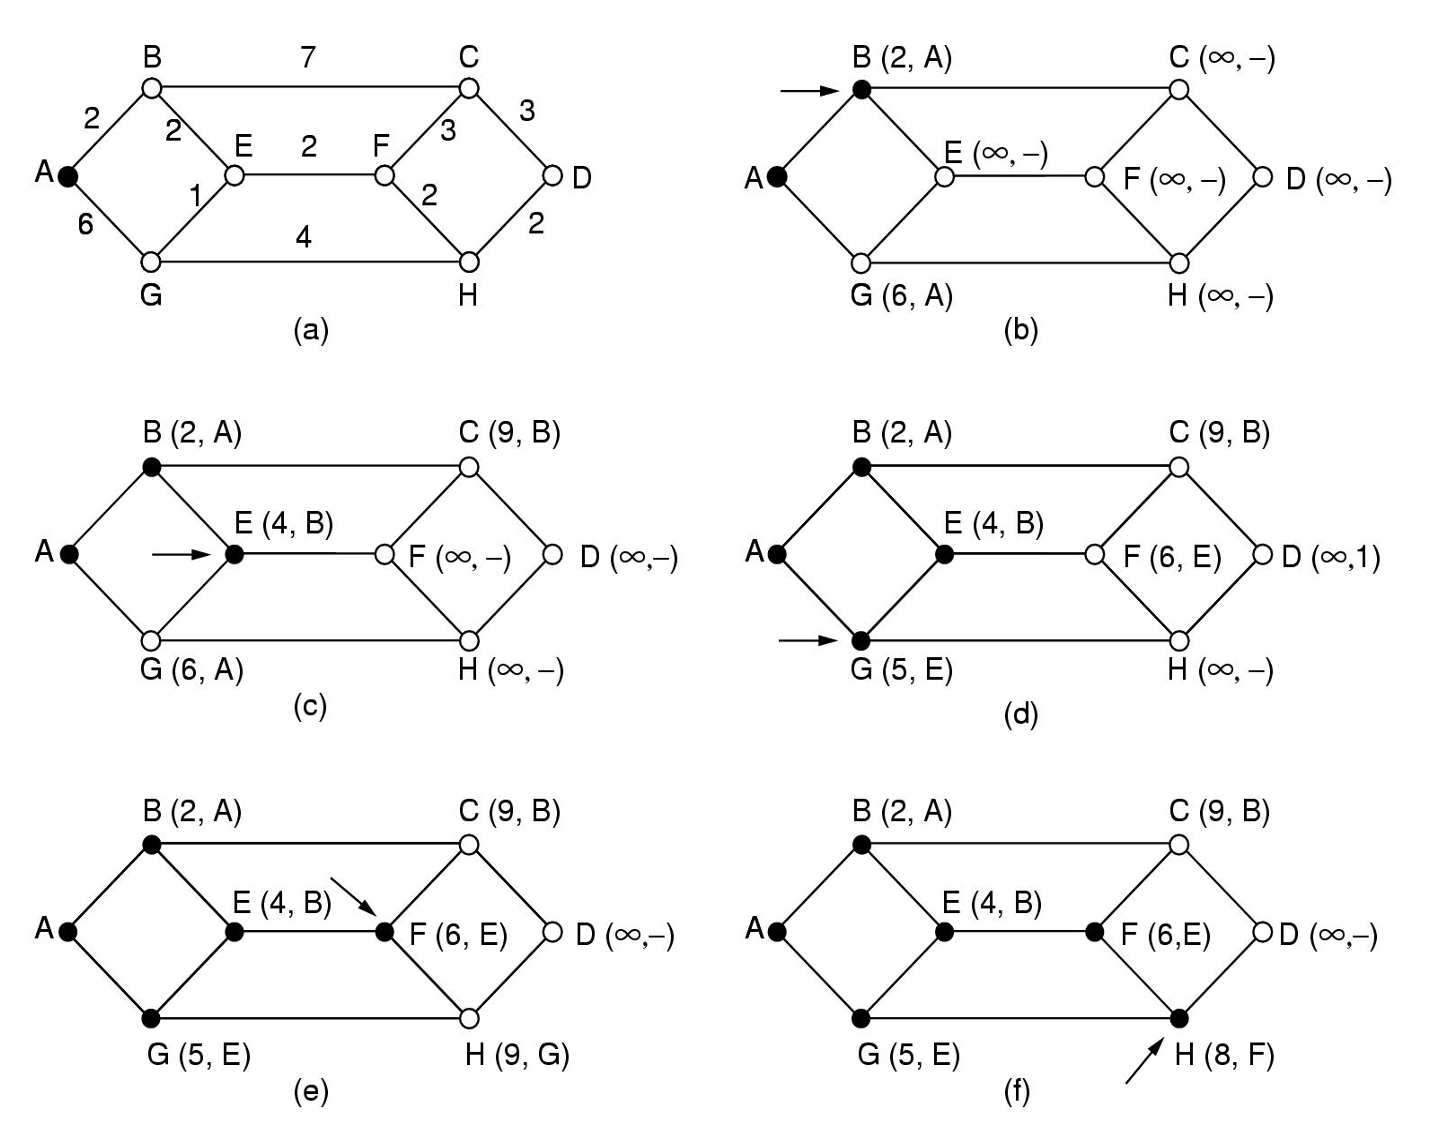 B 7 C
2 2 3 3
A E 2 F D
6 1 2 2
4
G H
(a)
B (2, A) C (∞, –)
E (∞, –)
A F (∞, –) D (∞, –)
G (6, A) H (∞, –)
(b)
B (2, A) C (9, B)
E (4, B)
A F (∞, –) D (∞,–)
G (6, A) H (∞, –)
(c)
B (2, A) C (9, B)
E (4, B)
A F (6, E) D (∞,1)
G (5, E) H (∞, –)
(d)
B (2, A) C (9, B)
E (4, B)
A F (6, E) D (∞,–)
G (5, E) H (9, G)
(e)
B (2, A) C (9, B)
E (4, B)
A F (6,E) D (∞,–)
G (5, E) H (8, F)
(f)